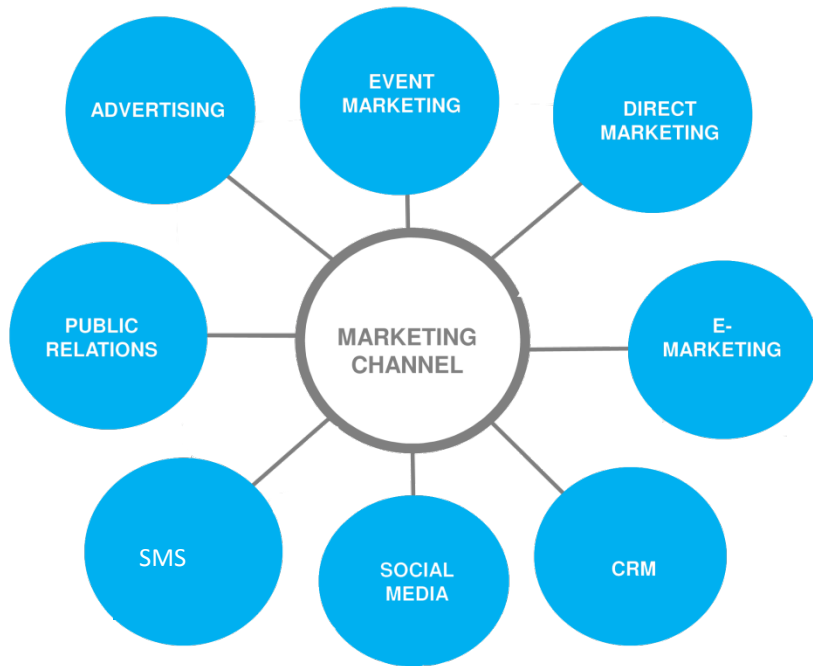 EVENT
MARKETING
ADVERTISING
DIRECT
MARKETING
PUBLIC
RELATIONS
MARKETING
CHANNEL
E-
MARKETING
SMS
SOCIAL
MEDIA
CRM